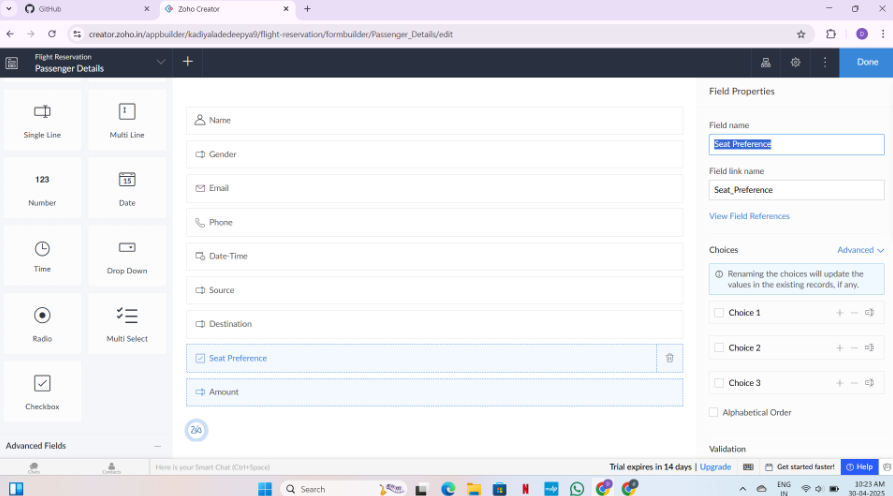 GitHub
Zoho Creator
creator.zoho.in/appbuilder/kadiyaladedeepya9/flight-reservation/formbuilder/Passenger_Details/edit
D
Flight Reservation
Passenger Details
Done
Single Line
Multi Line
123
Number
15
Date
Time
Drop Down
Radio
Multi Select
Checkbox
Advanced Fields
Name
Gender
Email
Phone
Date-Time
Source
Destination
Seat Preference
Amount
Zia
Field Properties
Field name
Seat Preference
Field link name
Seat_Preference
View Field References
Choices
Advanced
Renaming the choices will update the
values in the existing records, if any.
Choice 1
Choice 2
Choice 3
Alphabetical Order
Validation
Chats
Contacts
Here is your Smart Chat (Ctrl+Space)
Trial expires in 14 days | Upgrade
Get started faster!
Help
Search
ENG
IN
10:23 AM
30-04-2025